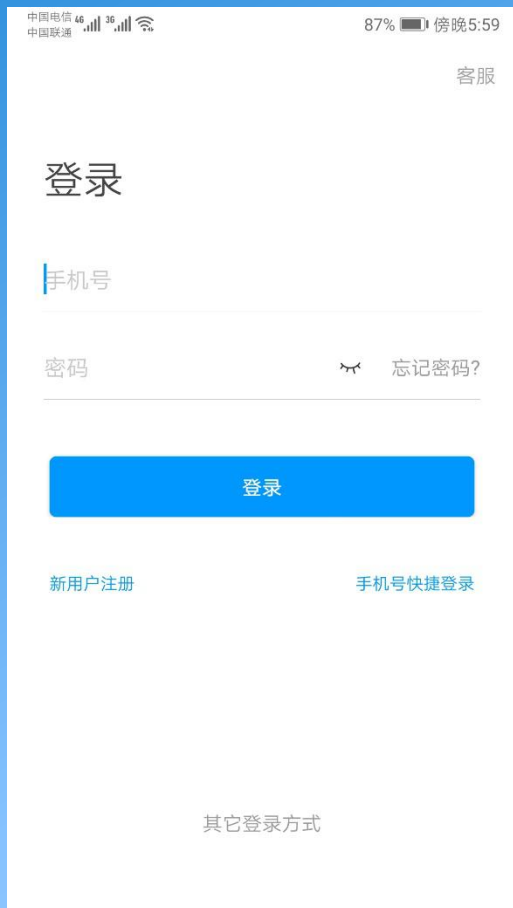 中国电信 4G 3G 87% 傍晚5:59
中国联通
客服
登录
手机号
密码 忘记密码?
登录
新用户注册 手机号快捷登录
其它登录方式